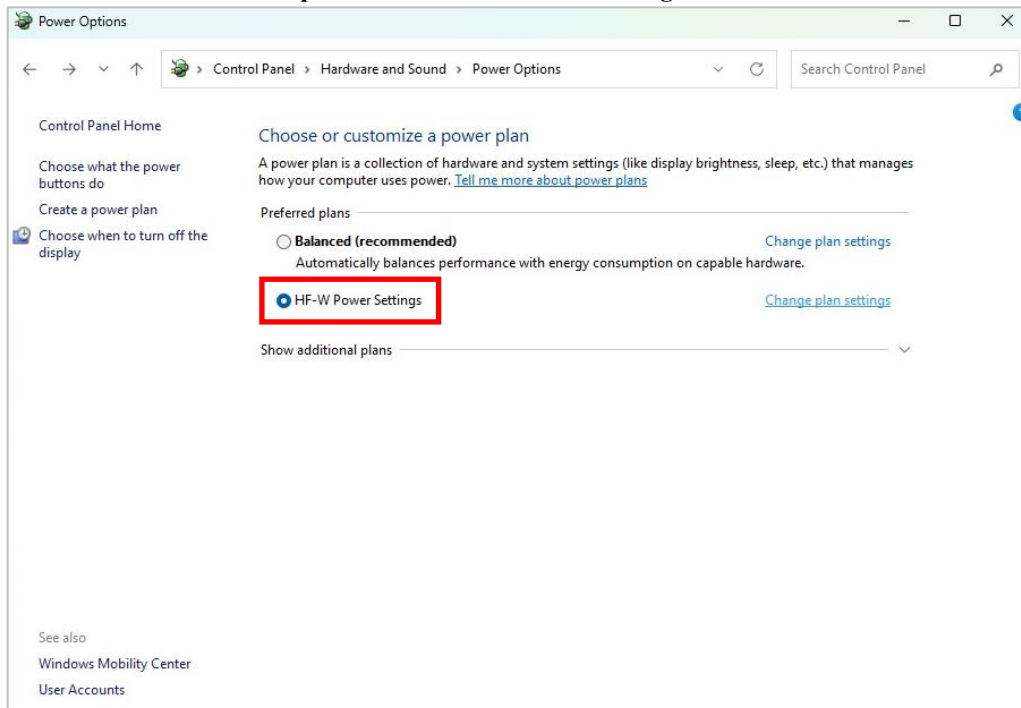 Power Options
Control Panel > Hardware and Sound > Power Options
Search Control Panel
Control Panel Home
Choose what the power
buttons do
Create a power plan
Choose when to turn off the
display
Choose or customize a power plan
A power plan is a collection of hardware and system settings (like display brightness, sleep, etc.) that manages
how your computer uses power. Tell me more about power plans
Preferred plans
Balanced (recommended)
Change plan settings
Automatically balances performance with energy consumption on capable hardware.
HF-W Power Settings
Change plan settings
Show additional plans
See also
Windows Mobility Center
User Accounts